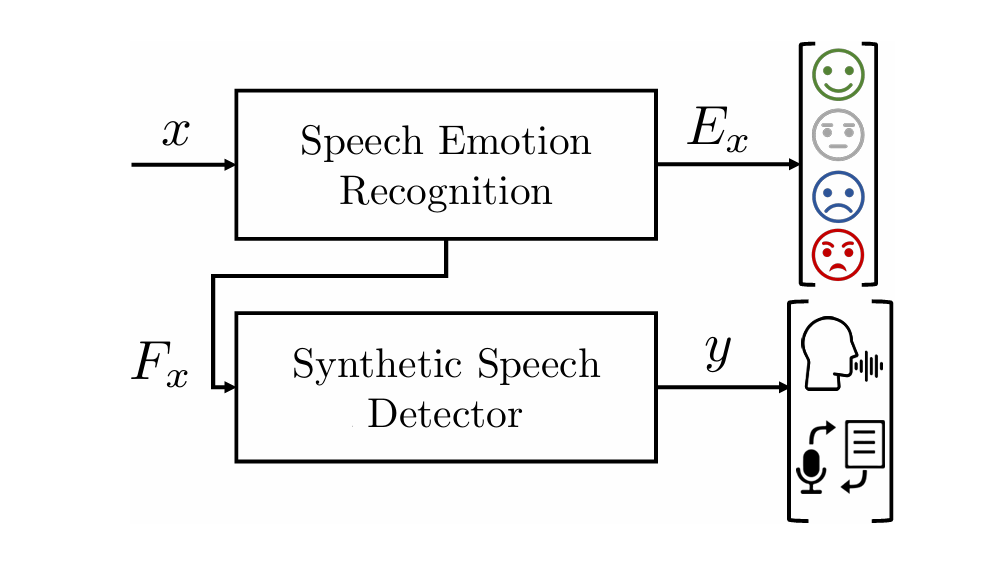 x
Speech Emotion
Recognition
E_x
F_x
Synthetic Speech
Detector
y